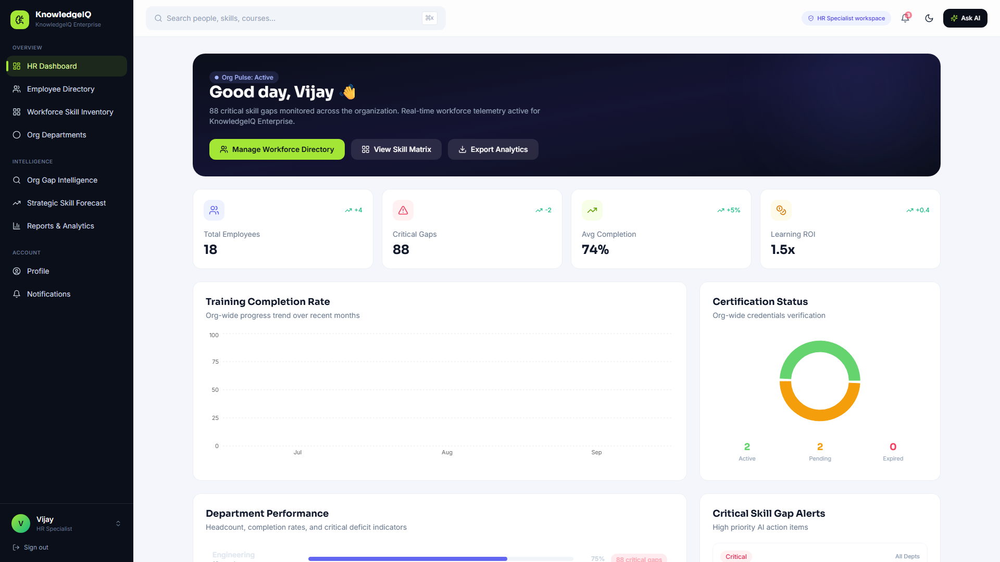 KnowledgeIQ
KnowledgeIQ Enterprise
OVERVIEW
HR Dashboard
Employee Directory
Workforce Skill Inventory
Org Departments
INTELLIGENCE
Org Gap Intelligence
Strategic Skill Forecast
Reports & Analytics
ACCOUNT
Profile
Notifications
V
Vijay
HR Specialist
Sign out
Search people, skills, courses...
⌘K
HR Specialist workspace
3
Ask AI
Org Pulse: Active
Good day, Vijay 👋
88 critical skill gaps monitored across the organization. Real-time workforce telemetry active for
KnowledgeIQ Enterprise.
Manage Workforce Directory
View Skill Matrix
Export Analytics
+4
Total Employees
18
-2
Critical Gaps
88
+5%
Avg Completion
74%
+0.4
Learning ROI
1.5x
Training Completion Rate
Org-wide progress trend over recent months
100
75
50
25
0
Jul Aug Sep
Certification Status
Org-wide credentials verification
2 2 0
Active Pending Expired
Department Performance
Headcount, completion rates, and critical deficit indicators
Engineering
75%
88 critical gaps
Critical Skill Gap Alerts
High priority AI action items
Critical
All Depts